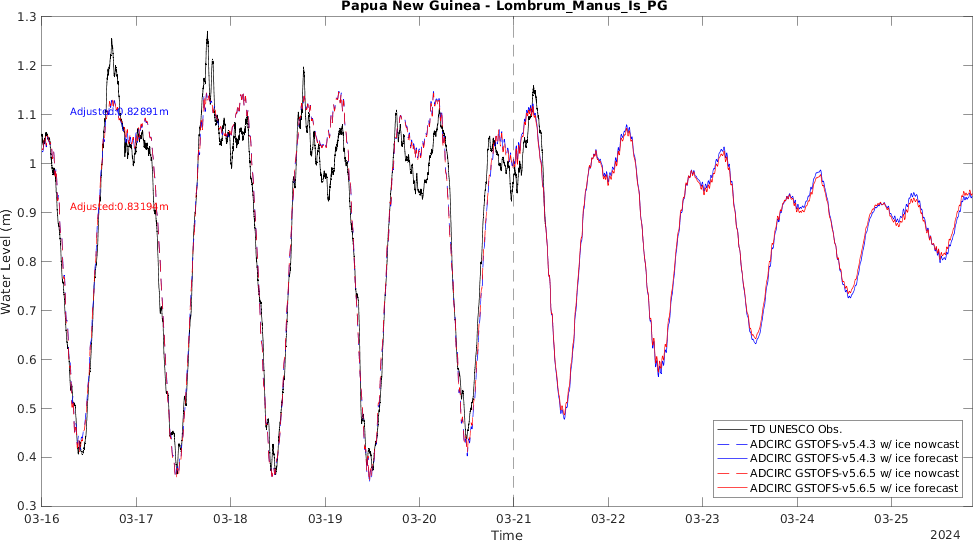 Papua New Guinea - Lombrum_Manus_Is_PG
1.3
1.2
1.1
1
0.9
0.8
0.7
0.6
0.5
0.4
0.3
Water Level (m)
Adjusted:0.82891m
Adjusted:0.83194m
TD UNESCO Obs.
ADCIRC GSTOFS-v5.4.3 w/ ice nowcast
ADCIRC GSTOFS-v5.4.3 w/ ice forecast
ADCIRC GSTOFS-v5.6.5 w/ ice nowcast
ADCIRC GSTOFS-v5.6.5 w/ ice forecast
03-16 03-17 03-18 03-19 03-20 03-21 03-22 03-23 03-24 03-25
Time
2024